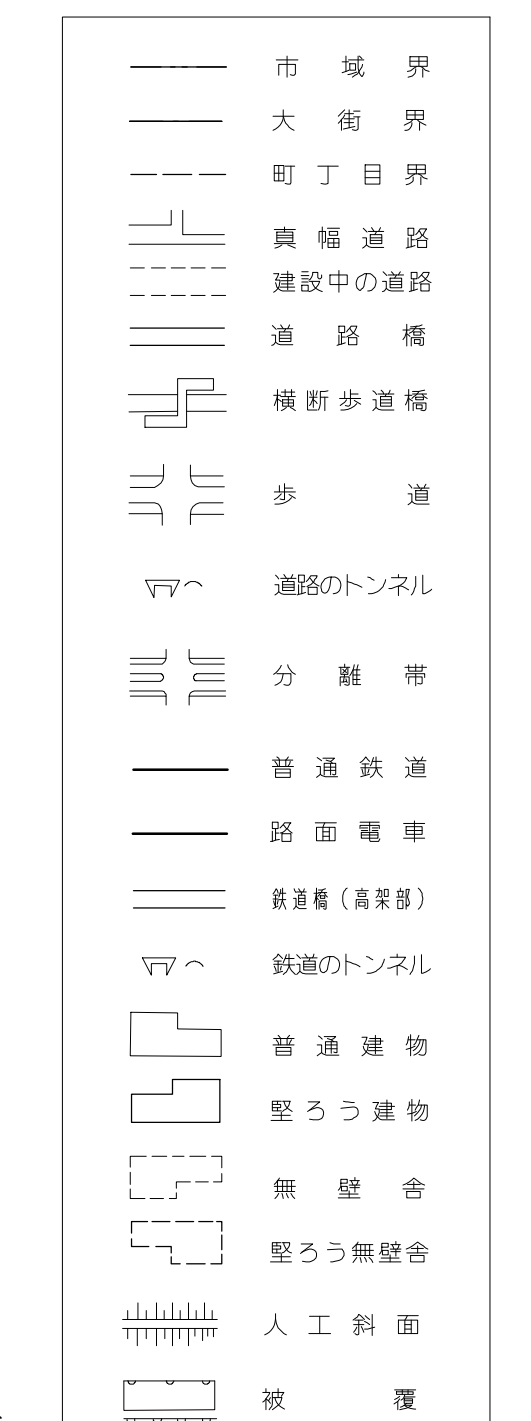 市域界
大街界
町丁目界
真幅道路
建設中の道路
道路橋
横断歩道橋
歩道
道路のトンネル
分離帯
普通鉄道
路面電車
鉄道橋(高架部)
鉄道のトンネル
普通建物
堅ろう建物
無壁舎
堅ろう無壁舎
人工斜面
被覆